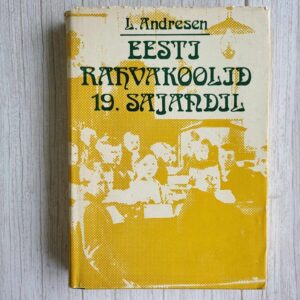 L. Andresen
EESTI
RAHVAKOOLID
19. SAJANDIL